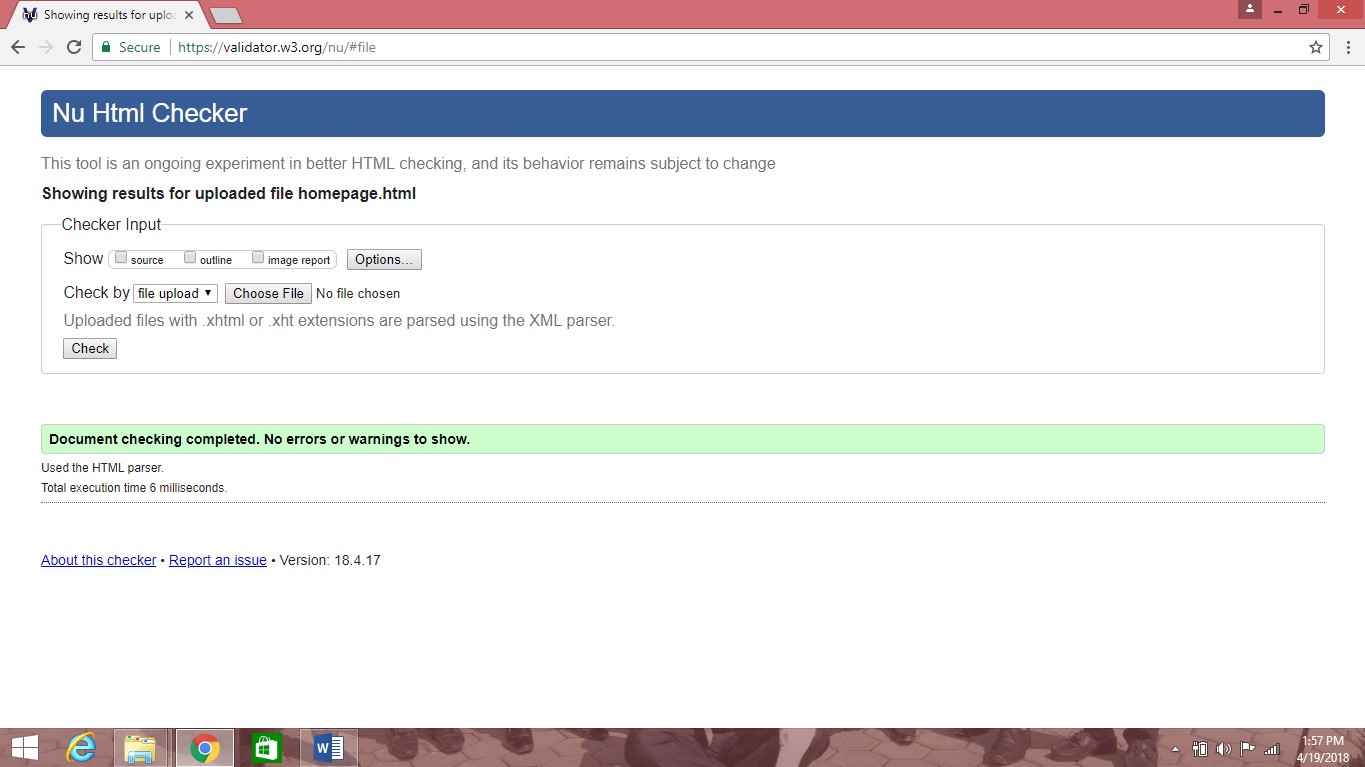 Showing results for uplo
Secure https://validator.w3.org/nu/#file
Nu Html Checker
This tool is an ongoing experiment in better HTML checking, and its behavior remains subject to change
Showing results for uploaded file homepage.html
Checker Input
Show source outline image report Options...
Check by file upload Choose File No file chosen
Uploaded files with .xhtml or .xht extensions are parsed using the XML parser.
Check
Document checking completed. No errors or warnings to show.
Used the HTML parser.
Total execution time 6 milliseconds.
About this checker • Report an issue • Version: 18.4.17
1:57 PM
4/19/2018